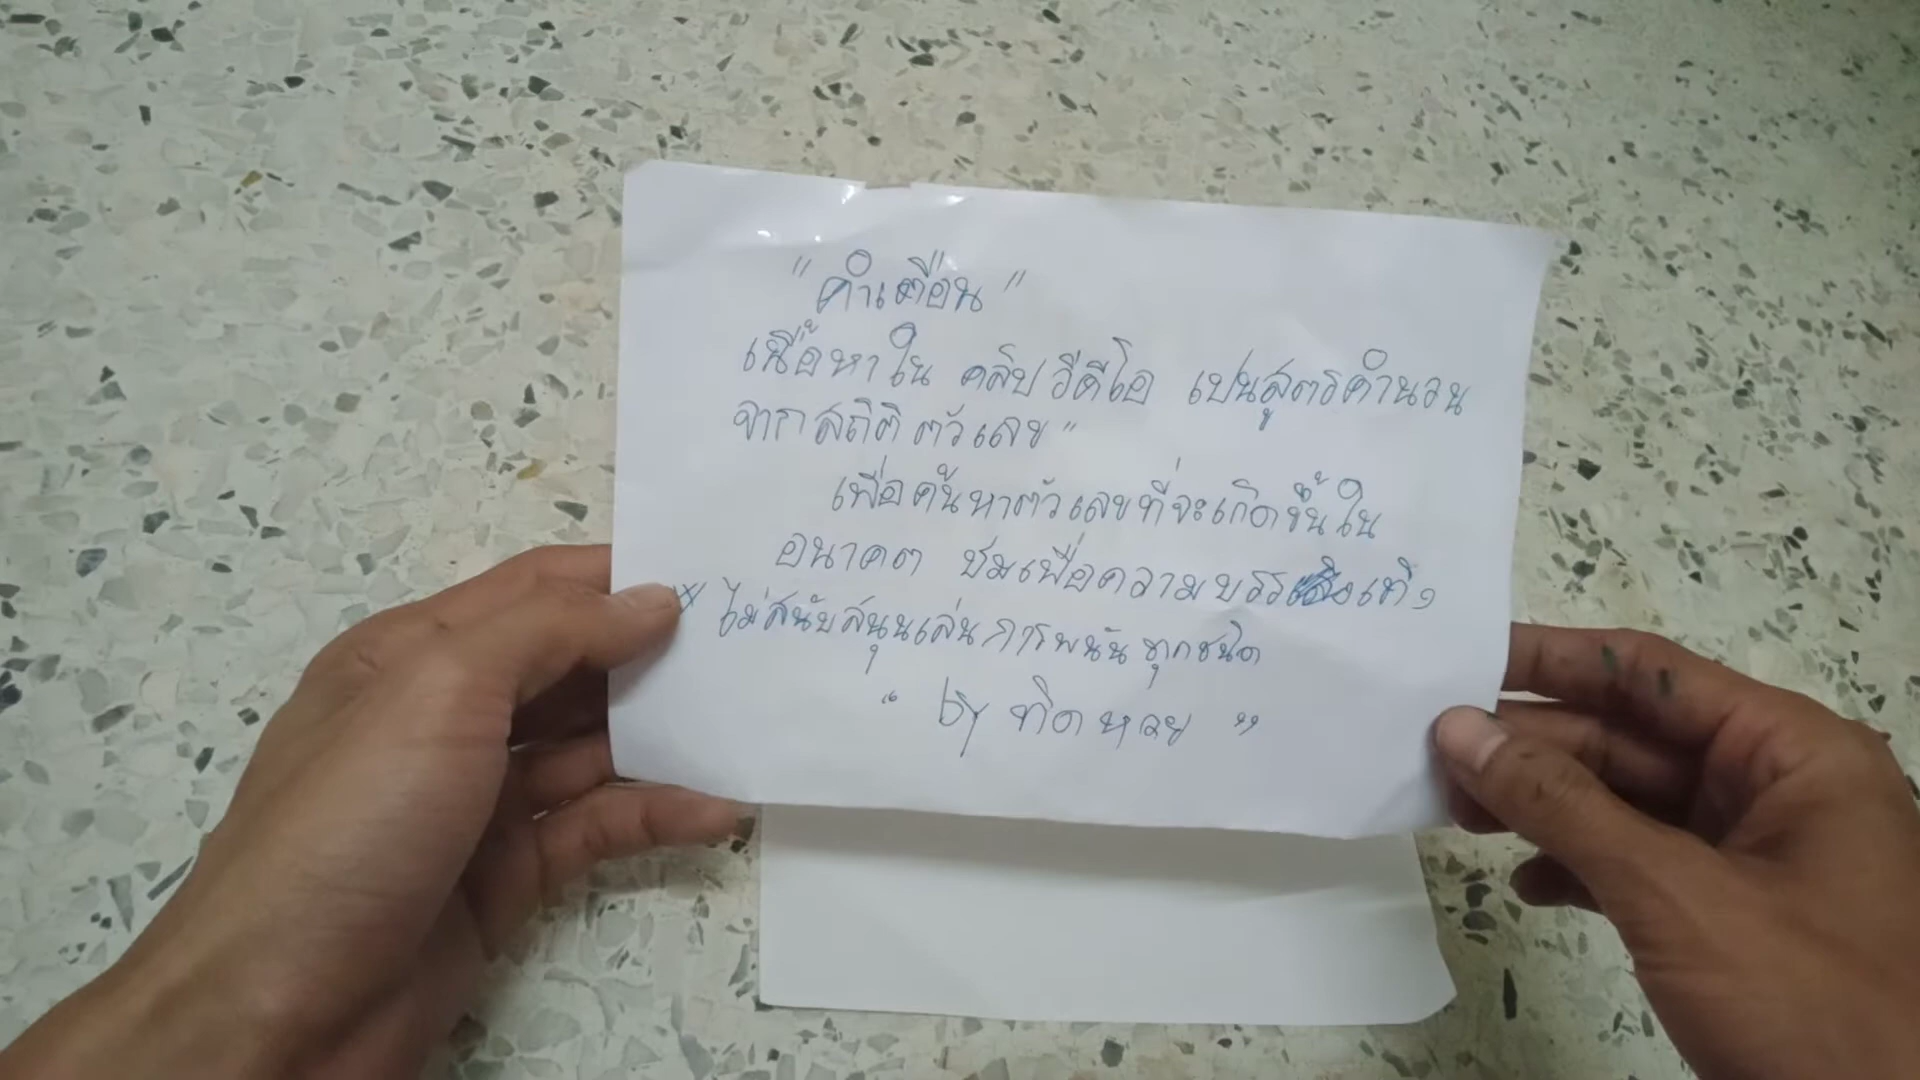 "คำเตือน"
เนื้อหาใน คลิปวีดีโอ เป็นสูตรคำนวน
จากสถิติตัวเลข"
เพื่อค้นหาตัวเลขที่จะเกิดขึ้นใน
อนาคต ชมเพื่อความบรรเทิง
** ไม่สนับสนุนเล่นการพนันทุกชนิด
" by ทิดหวย "